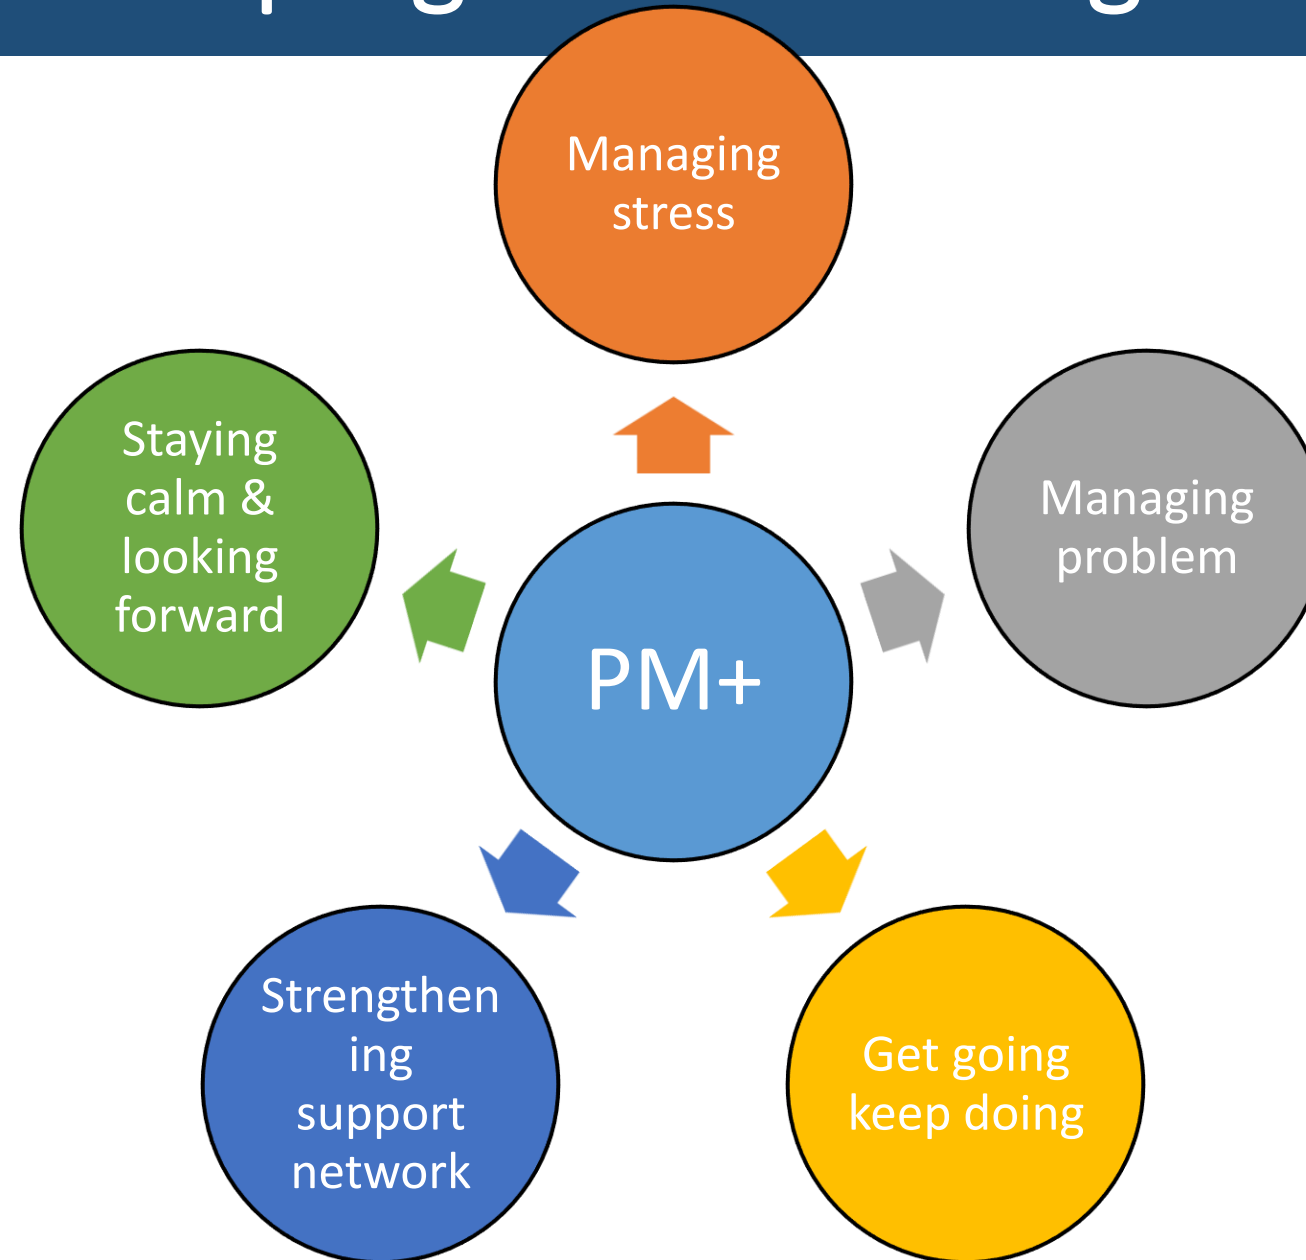 Managing
stress
Managing
problem
Get going
keep doing
Strengthen
ing
support
network
Staying
calm &
looking
forward
PM+